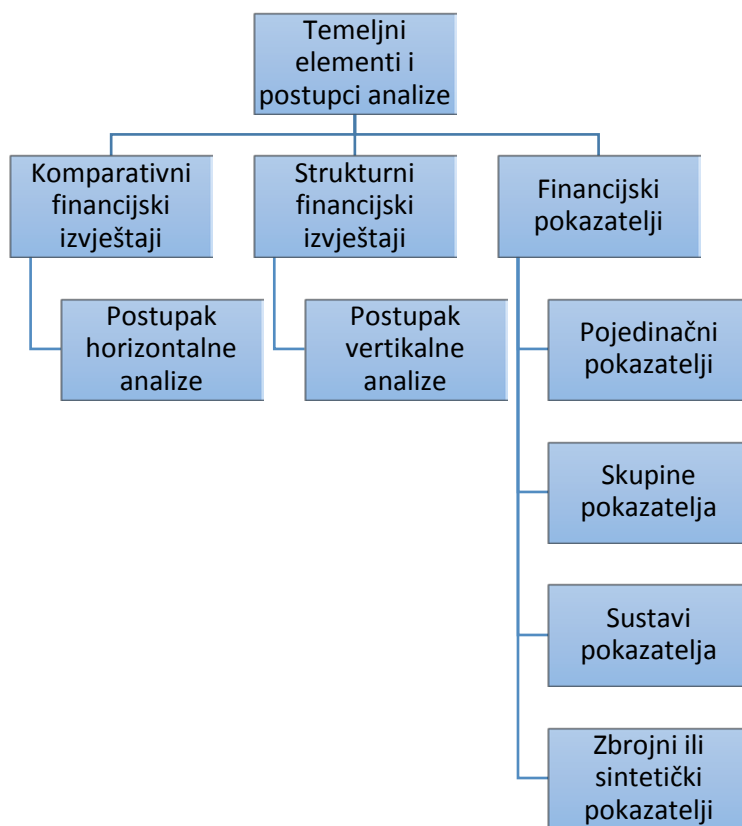 Temeljni
elementi i
postupci analize
Komparativni
financijski
izvještaji
Strukturni
financijski
izvještaji
Financijski
pokazatelji
Postupak
horizontalne
analize
Postupak
vertikalne
analize
Pojedinačni
pokazatelji
Skupine
pokazatelja
Sustavi
pokazatelja
Zbrojni ili
sintetički
pokazatelji